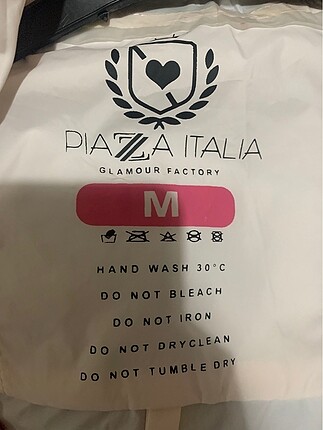 PIAZZA ITALIA
GLAMOUR FACTORY
M
HAND WASH 30°C
DO NOT BLEACH
DO NOT IRON
DO NOT DRYCLEAN
DO NOT TUMBLE DRY